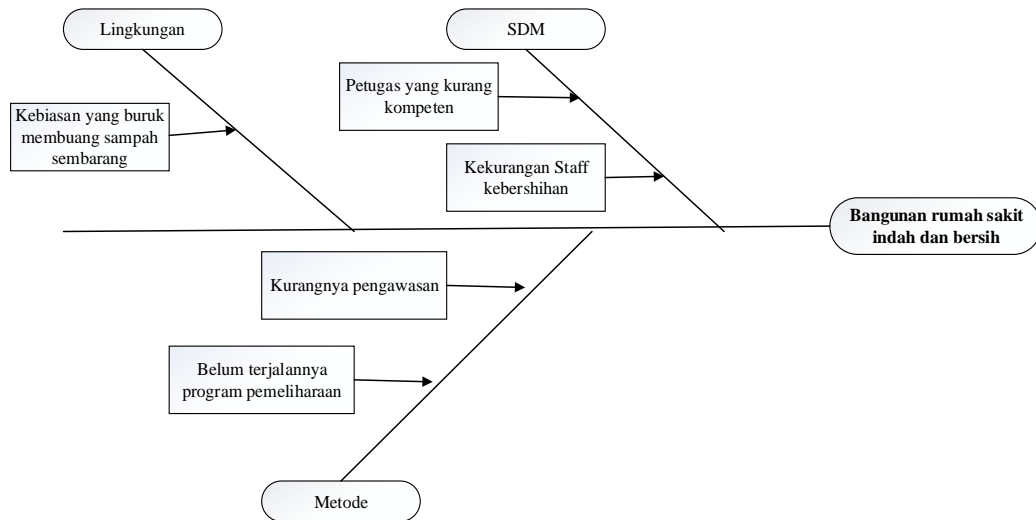 Lingkungan
SDM
Petugas yang kurang
kompeten
Kebiasan yang buruk
membuang sampah
sembarang
Kekurangan Staff
kebershihan
Bangunan rumah sakit
indah dan bersih
Kurangnya pengawasan
Belum terjalannya
program pemeliharaan
Metode